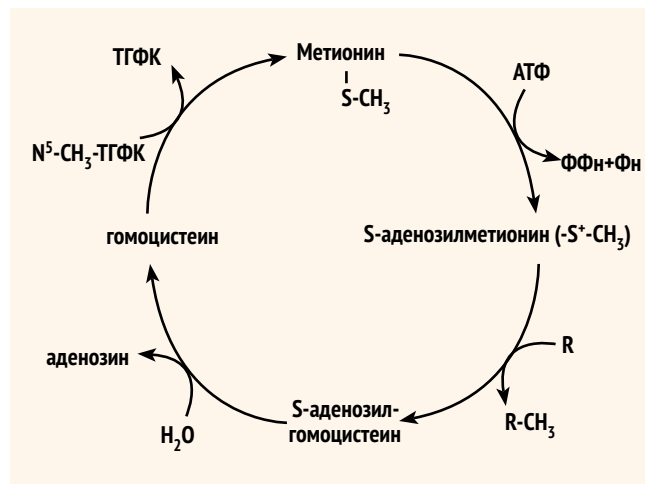 Метионин
S-CH₃
ТГФК
АТФ
N⁵-CH₃-ТГФК
ФФн+Фн
гомоцистеин
S-аденозилметионин (-S⁺-CH₃)
аденозин
R
S-аденозил-
гомоцистеин
R-CH₃
H₂O